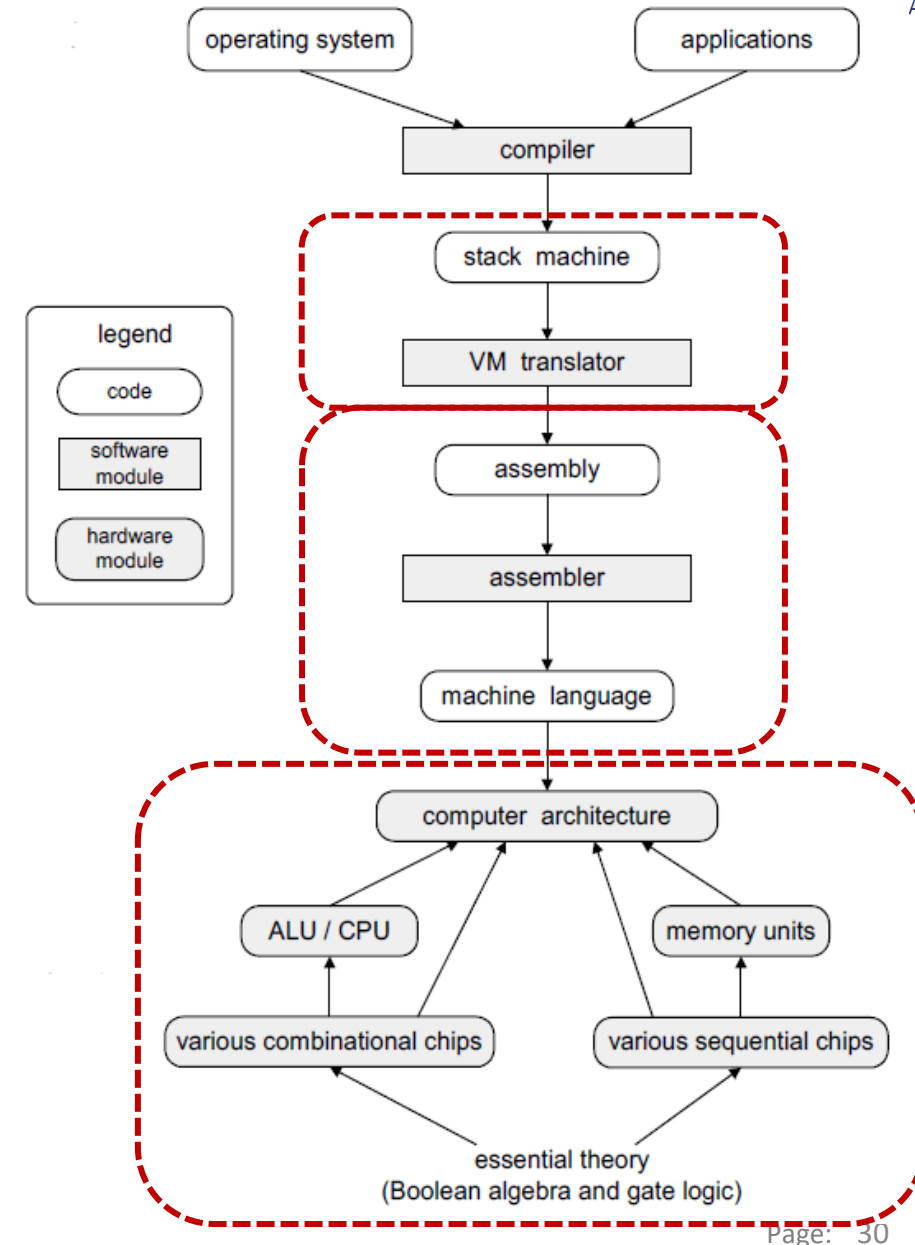 A
operating system
applications
compiler
stack machine
legend
code
software
module
hardware
module
VM translator
assembly
assembler
machine language
computer architecture
ALU / CPU
memory units
various combinational chips
various sequential chips
essential theory
(Boolean algebra and gate logic)
Page: 30